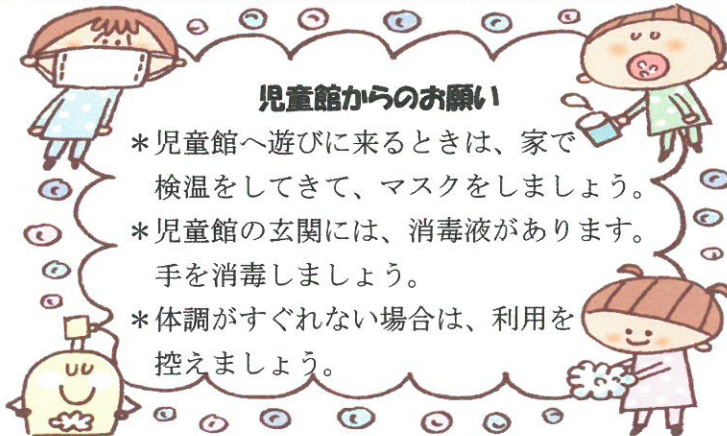 児童館からのお願い
＊児童館へ遊びに来るときは、家で
検温をしてきて、マスクをしましょう。
＊児童館の玄関には、消毒液があります。
手を消毒しましょう。
＊体調がすぐれない場合は、利用を
控えましょう。